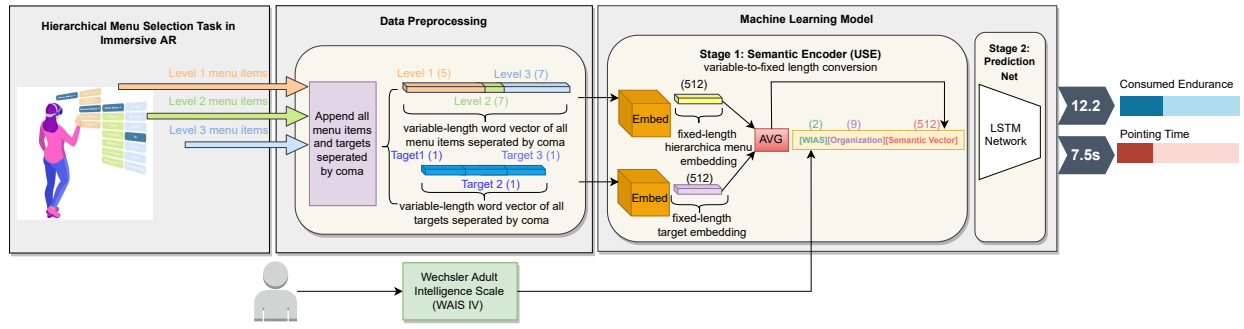 Hierarchical Menu Selection Task in
Immersive AR
Level 1 menu items
Level 2 menu items
Level 3 menu items
Data Preprocessing
Append all
menu items
and targets
seperated
by coma
Level 1 (5)
Level 3 (7)
Level 2 (7)
variable-length word vector of all
menu items seperated by coma
Taget1 (1)
Target 3 (1)
Target 2 (1)
variable-length word vector of all
targets seperated by coma
Machine Learning Model
Stage 1: Semantic Encoder (USE)
variable-to-fixed length conversion
(512)
Embed
fixed-length
hierarchica menu
embedding
(512)
Embed
fixed-length
target embedding
AVG
(2)
(9)
(512)
[WIAS][Organization][Semantic Vector]
Stage 2:
Prediction
Net
LSTM
Network
12.2
Consumed Endurance
7.5s
Pointing Time
Wechsler Adult
Intelligence Scale
(WAIS IV)